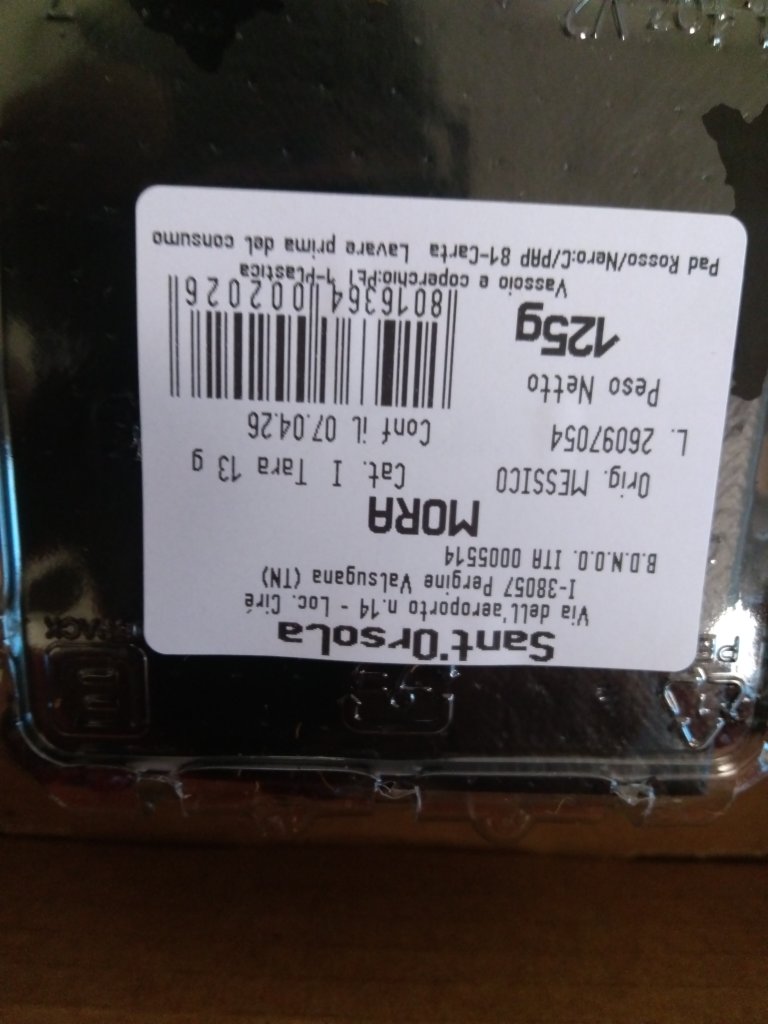 Sant'Orsola
Via dell'aeroporto n.14 - Loc. Ciré
I-38057 Pergine Valsugana (TN)
B.D.N.O.O. ITA 0005514
MORA
Orig. MESSICO Cat. I Tara 13 g
L. 26097054 Conf il 07.04.26
Peso Netto
125g
8016364002026
Vassoio e coperchio:PET 1-Plastica
Pad Rosso/Nero:C/PAP 81-Carta Lavare prima del consumo